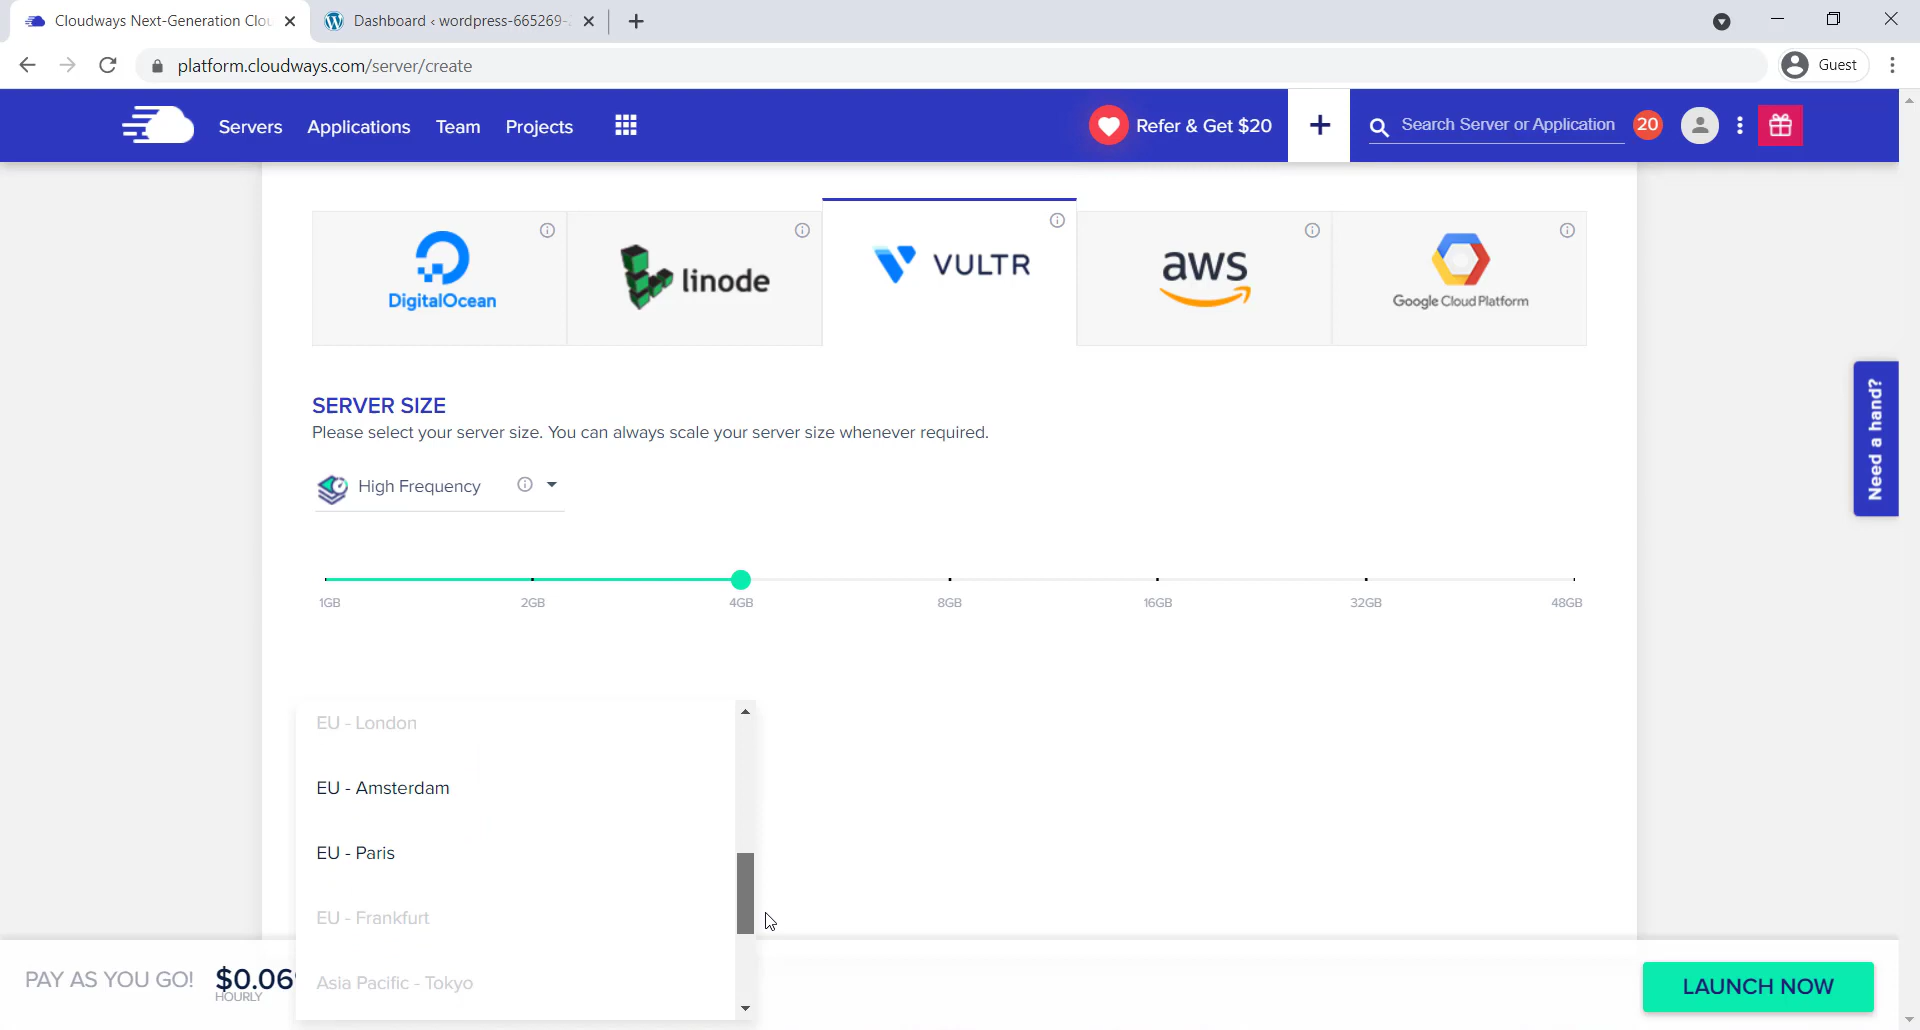 Cloudways Next-Generation Clou
Dashboard ‹ wordpress-665269-
platform.cloudways.com/server/create
Guest
Servers
Applications
Team
Projects
Refer & Get $20
+
Search Server or Application
20
DigitalOcean
linode
VULTR
aws
Google Cloud Platform
Need a hand?
SERVER SIZE
Please select your server size. You can always scale your server size whenever required.
High Frequency
1GB
2GB
4GB
8GB
16GB
32GB
48GB
EU - London
EU - Amsterdam
EU - Paris
EU - Frankfurt
Asia Pacific - Tokyo
PAY AS YOU GO!
$0.06
HOURLY
LAUNCH NOW